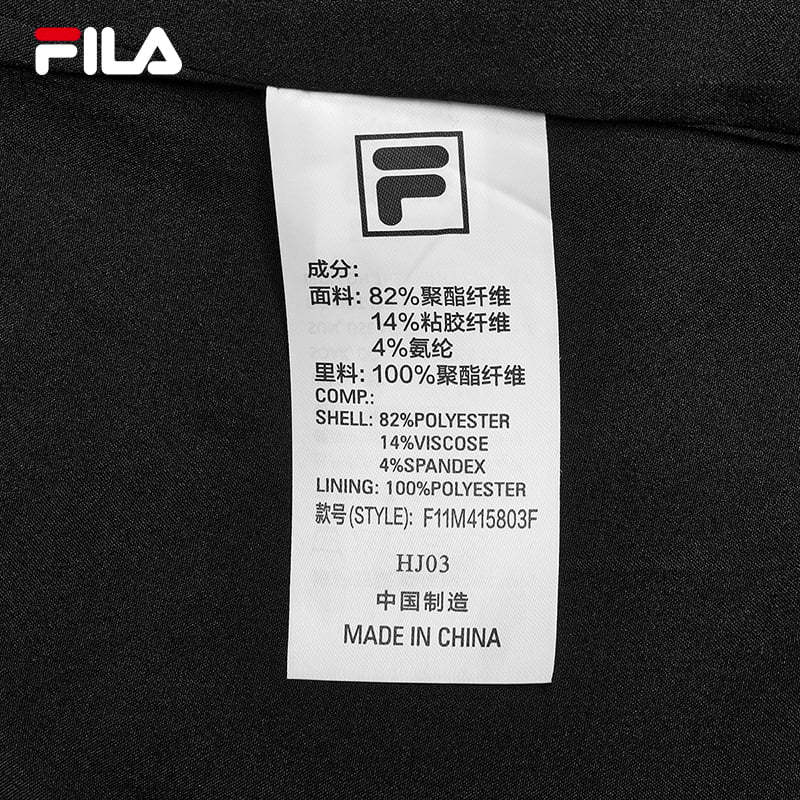 FILA
F
成分:
面料: 82%聚酯纤维
14%粘胶纤维
4%氨纶
里料: 100%聚酯纤维
COMP.:
SHELL: 82%POLYESTER
14%VISCOSE
4%SPANDEX
LINING: 100%POLYESTER
款号(STYLE): F11M415803F
HJ03
中国制造
MADE IN CHINA